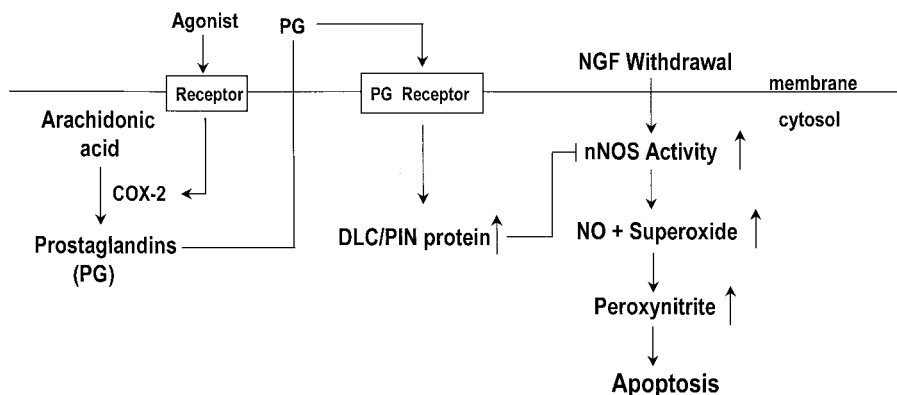 Agonist
PG
NGF Withdrawal
Receptor
PG Receptor
membrane
cytosol
Arachidonic
acid
nNOS Activity
COX-2
Prostaglandins
(PG)
DLC/PIN protein
NO + Superoxide
Peroxynitrite
Apoptosis